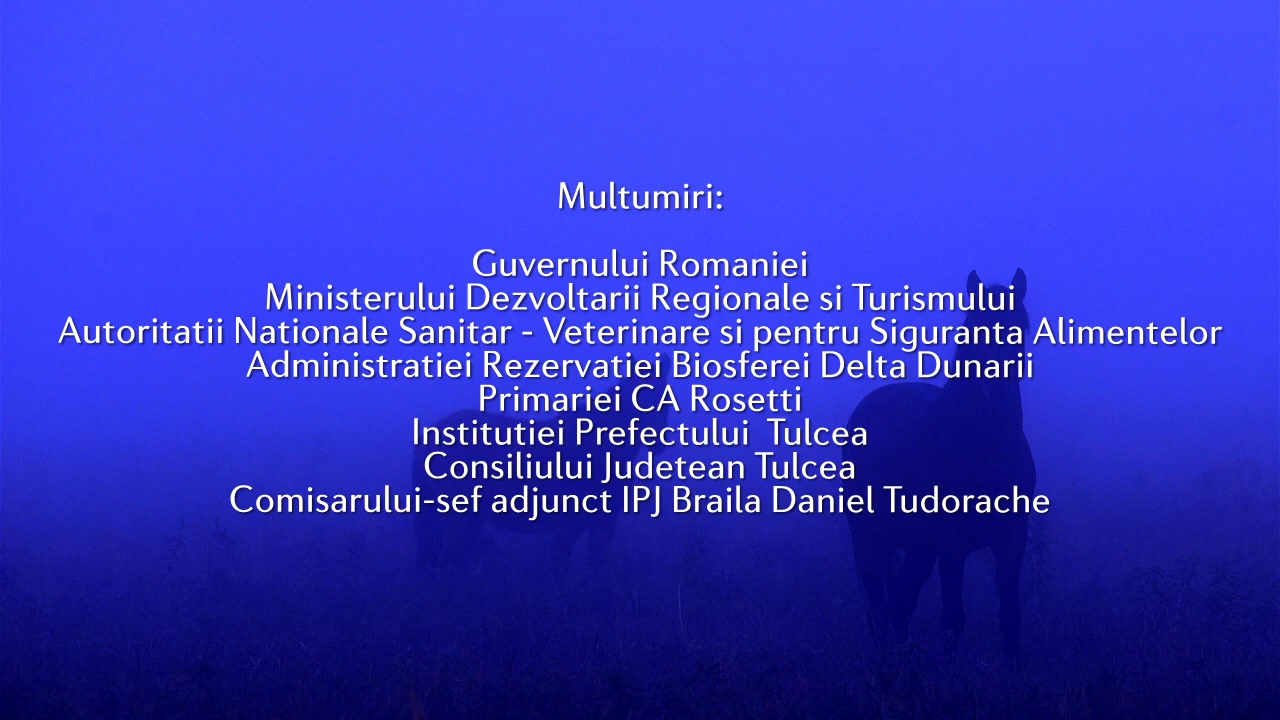 Multumiri:
Guvernului Romaniei
Ministerului Dezvoltarii Regionale si Turismului
Autoritatii Nationale Sanitar - Veterinare si pentru Siguranta Alimentelor
Administratiei Rezervatiei Biosferei Delta Dunarii
Primariei CA Rosetti
Institutiei Prefectului Tulcea
Consiliului Judetean Tulcea
Comisarului-sef adjunct IPJ Braila Daniel Tudorache